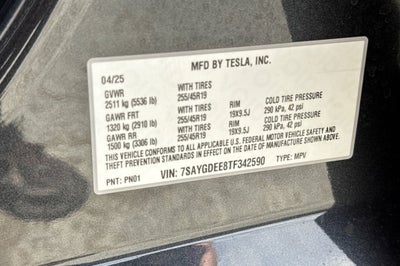 MFD BY TESLA, INC.
04/25
GVWR
2511 kg (5536 lb)
GAWR FRT WITH TIRES RIM COLD TIRE PRESSURE
1320 kg (2910 lb) 255/45R19 19X9.5J 290 kPa, 42 psi
GAWR RR WITH TIRES RIM COLD TIRE PRESSURE
1500 kg (3306 lb) 255/45R19 19X9.5J 290 kPa, 42 psi
THIS VEHICLE CONFORMS TO ALL APPLICABLE U.S. FEDERAL MOTOR VEHICLE SAFETY AND
THEFT PREVENTION STANDARDS IN EFFECT ON THE DATE OF MANUFACTURE SHOWN ABOVE.
PNT: PN01 VIN: 7SAYGDEE8TF342590 TYPE: MPV